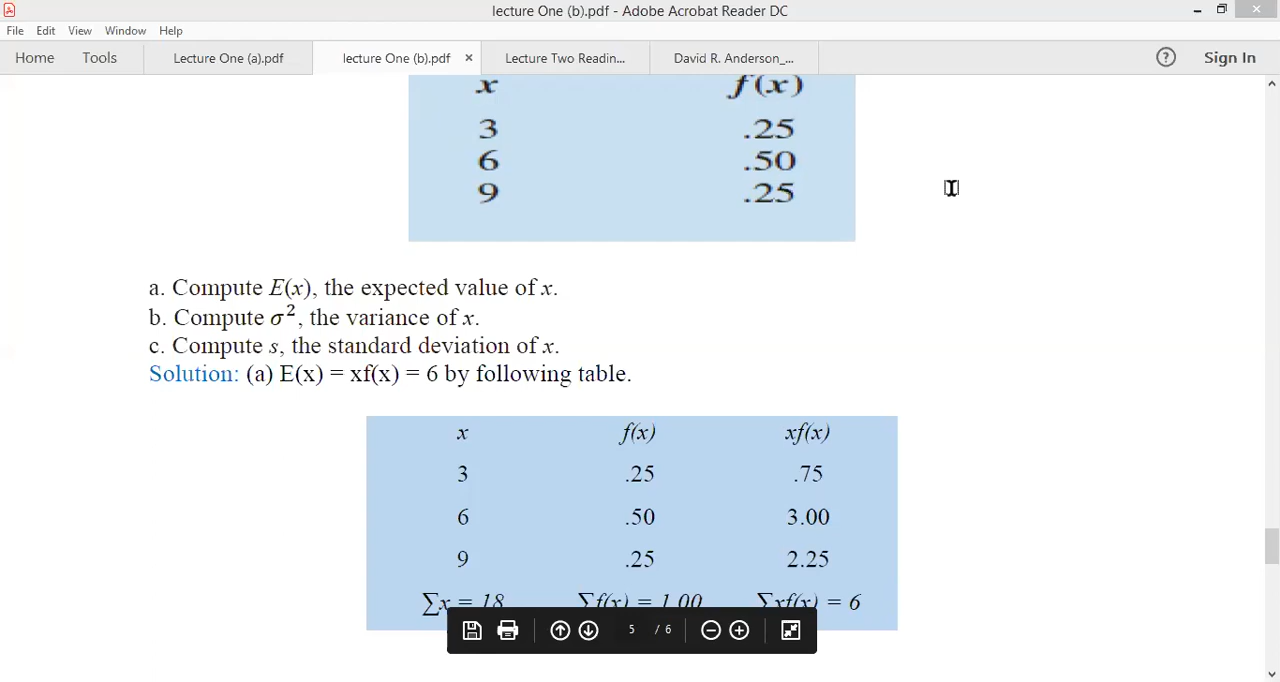 lecture One (b).pdf - Adobe Acrobat Reader DC
File Edit View Window Help
Home Tools Lecture One (a).pdf lecture One (b).pdf × Lecture Two Readin... David R. Anderson_... ? Sign In
x f(x)
3 .25
6 .50
9 .25
a. Compute E(x), the expected value of x.
b. Compute σ², the variance of x.
c. Compute s, the standard deviation of x.
Solution: (a) E(x) = xf(x) = 6 by following table.
x f(x) xf(x)
3 .25 .75
6 .50 3.00
9 .25 2.25
∑x = 18 ∑f(x) = 1.00 ∑xf(x) = 6
5 / 6